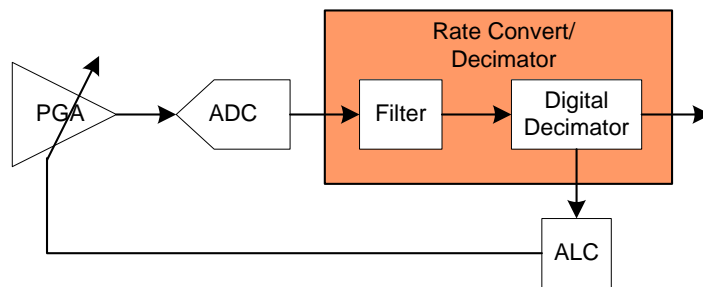 Rate Convert/
Decimator
PGA
ADC
Filter
Digital
Decimator
ALC